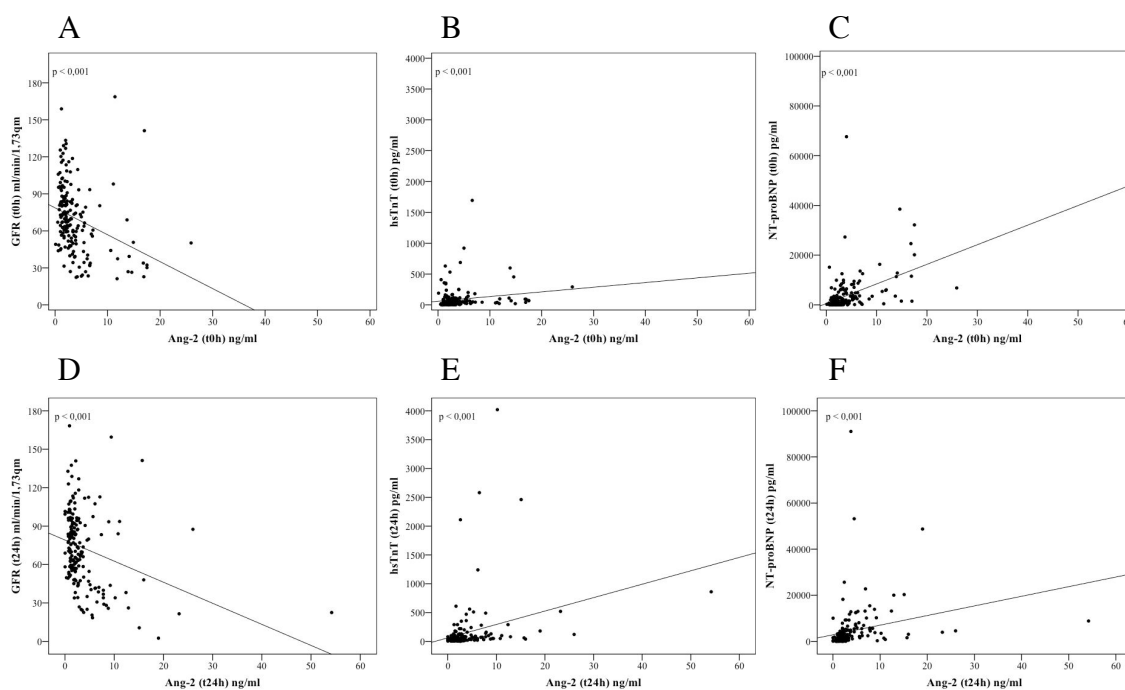 A
B
C
p < 0,001
GFR (t0h) ml/min/1,73qm
180
150
120
90
60
30
0
0 10 20 30 40 50 60
Ang-2 (t0h) ng/ml
p < 0,001
hsTnT (t0h) pg/ml
4000
3500
3000
2500
2000
1500
1000
500
0
0 10 20 30 40 50 60
Ang-2 (t0h) ng/ml
p < 0,001
NT-proBNP (t0h) pg/ml
100000
80000
60000
40000
20000
0
0 10 20 30 40 50 60
Ang-2 (t0h) ng/ml
D
E
F
p < 0,001
GFR (t24h) ml/min/1,73qm
180
150
120
90
60
30
0
0 10 20 30 40 50 60
Ang-2 (t24h) ng/ml
p < 0,001
hsTnT (t24h) pg/ml
4000
3500
3000
2500
2000
1500
1000
500
0
0 10 20 30 40 50 60
Ang-2 (t24h) ng/ml
p < 0,001
NT-proBNP (t24h) pg/ml
100000
80000
60000
40000
20000
0
0 10 20 30 40 50 60
Ang-2 (t24h) ng/ml